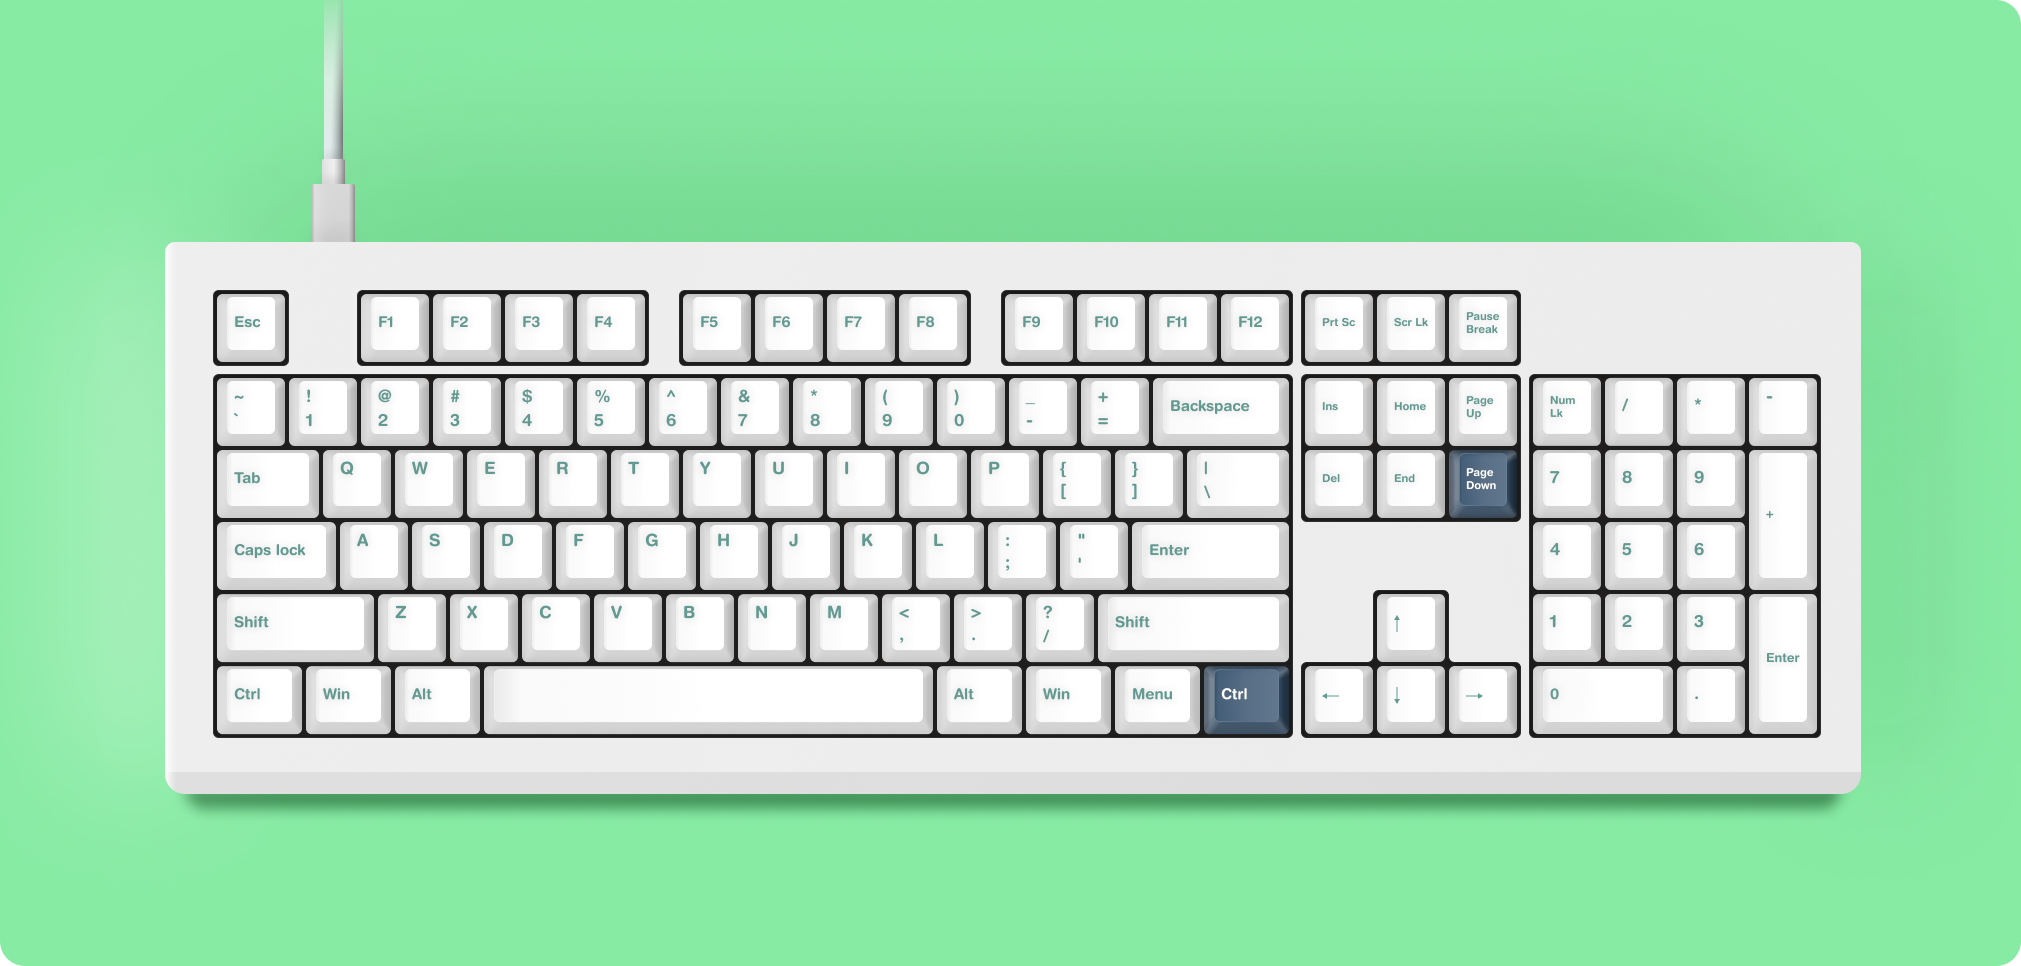 Esc F1 F2 F3 F4 F5 F6 F7 F8 F9 F10 F11 F12 Prt Sc Scr Lk Pause
Break
~ ! @ # $ % ^ & * ( ) _ +
` 1 2 3 4 5 6 7 8 9 0 - = Backspace Ins Home Page
Up Num
Lk / * -
Tab Q W E R T Y U I O P { } |
[ ] \ Del End Page
Down 7 8 9 +
Caps lock A S D F G H J K L : "
; ' Enter 4 5 6
Shift Z X C V B N M < > ?
, . / Shift ↑ 1 2 3 Enter
Ctrl Win Alt Alt Win Menu Ctrl ← ↓ → 0 .